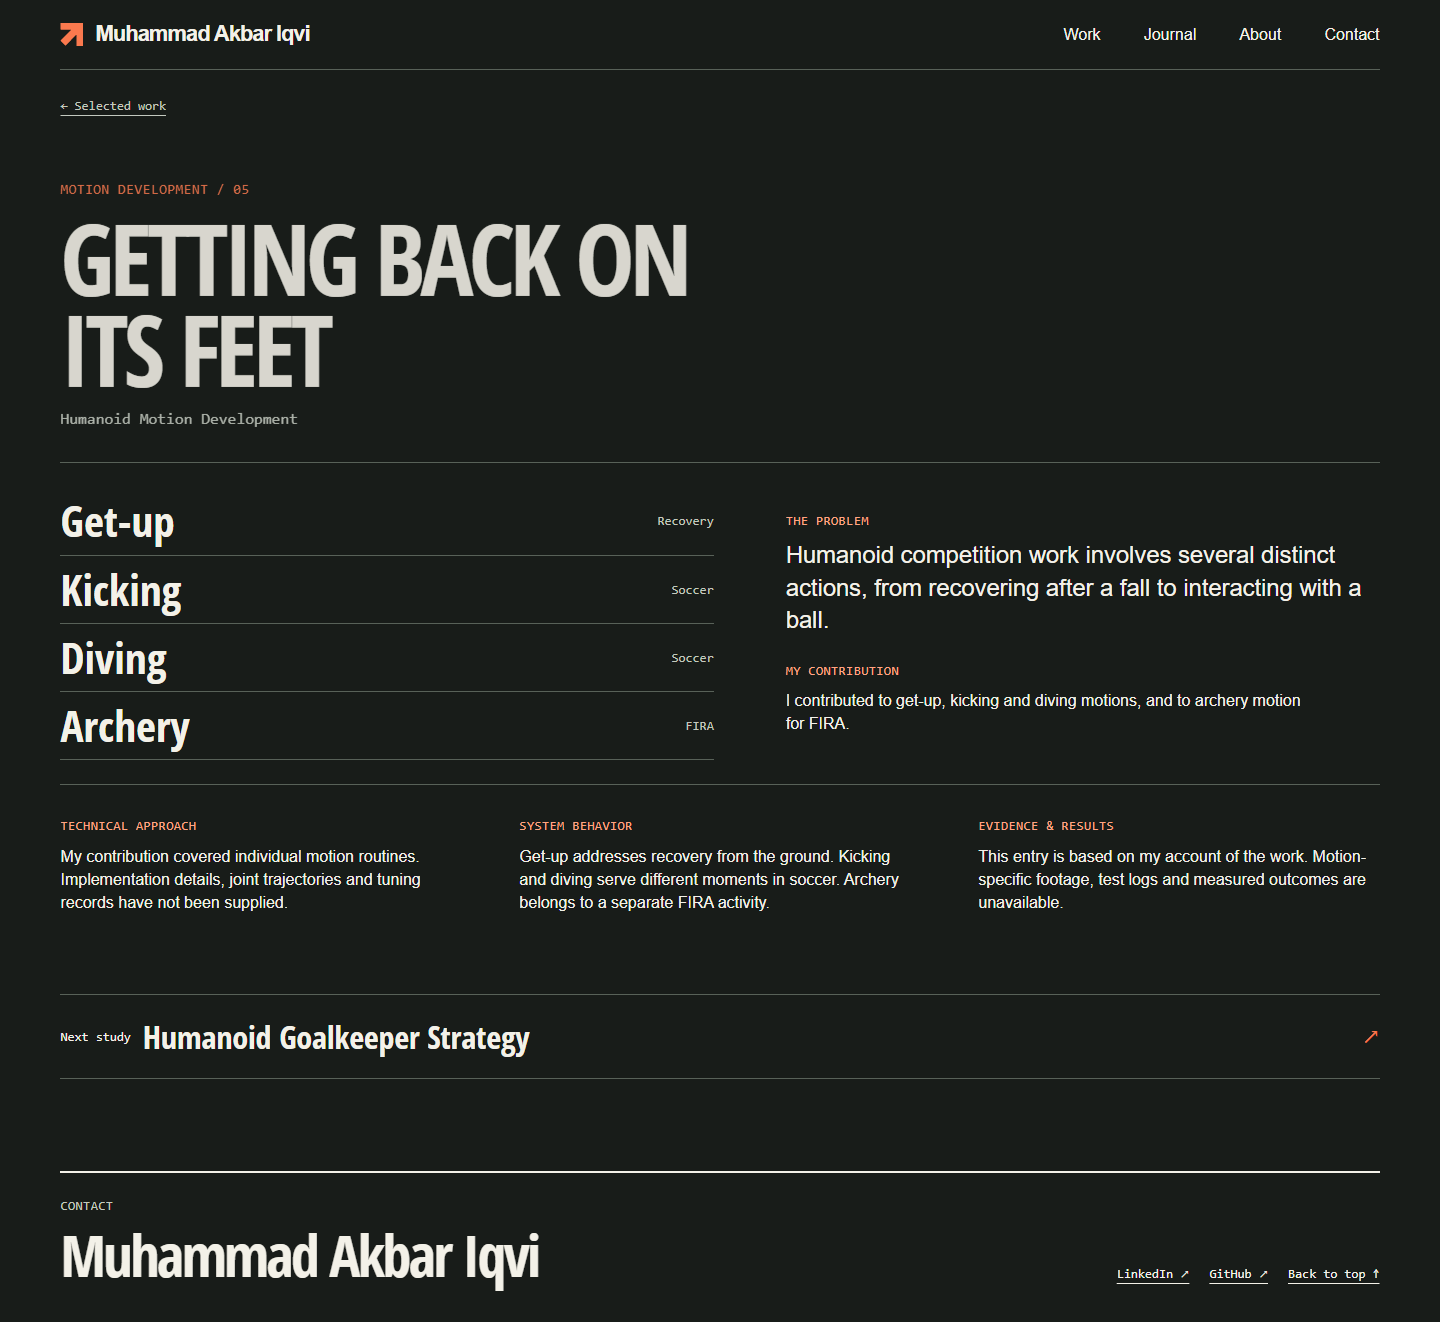 Muhammad Akbar Iqvi
Work Journal About Contact
← Selected work
MOTION DEVELOPMENT / 05
GETTING BACK ON
ITS FEET
Humanoid Motion Development
Get-up Recovery
Kicking Soccer
Diving Soccer
Archery FIRA
THE PROBLEM
Humanoid competition work involves several distinct
actions, from recovering after a fall to interacting with a
ball.
MY CONTRIBUTION
I contributed to get-up, kicking and diving motions, and to archery motion
for FIRA.
TECHNICAL APPROACH
My contribution covered individual motion routines.
Implementation details, joint trajectories and tuning
records have not been supplied.
SYSTEM BEHAVIOR
Get-up addresses recovery from the ground. Kicking
and diving serve different moments in soccer. Archery
belongs to a separate FIRA activity.
EVIDENCE & RESULTS
This entry is based on my account of the work. Motion-
specific footage, test logs and measured outcomes are
unavailable.
Next study Humanoid Goalkeeper Strategy ↗
CONTACT
Muhammad Akbar Iqvi
LinkedIn ↗ GitHub ↗ Back to top ↑